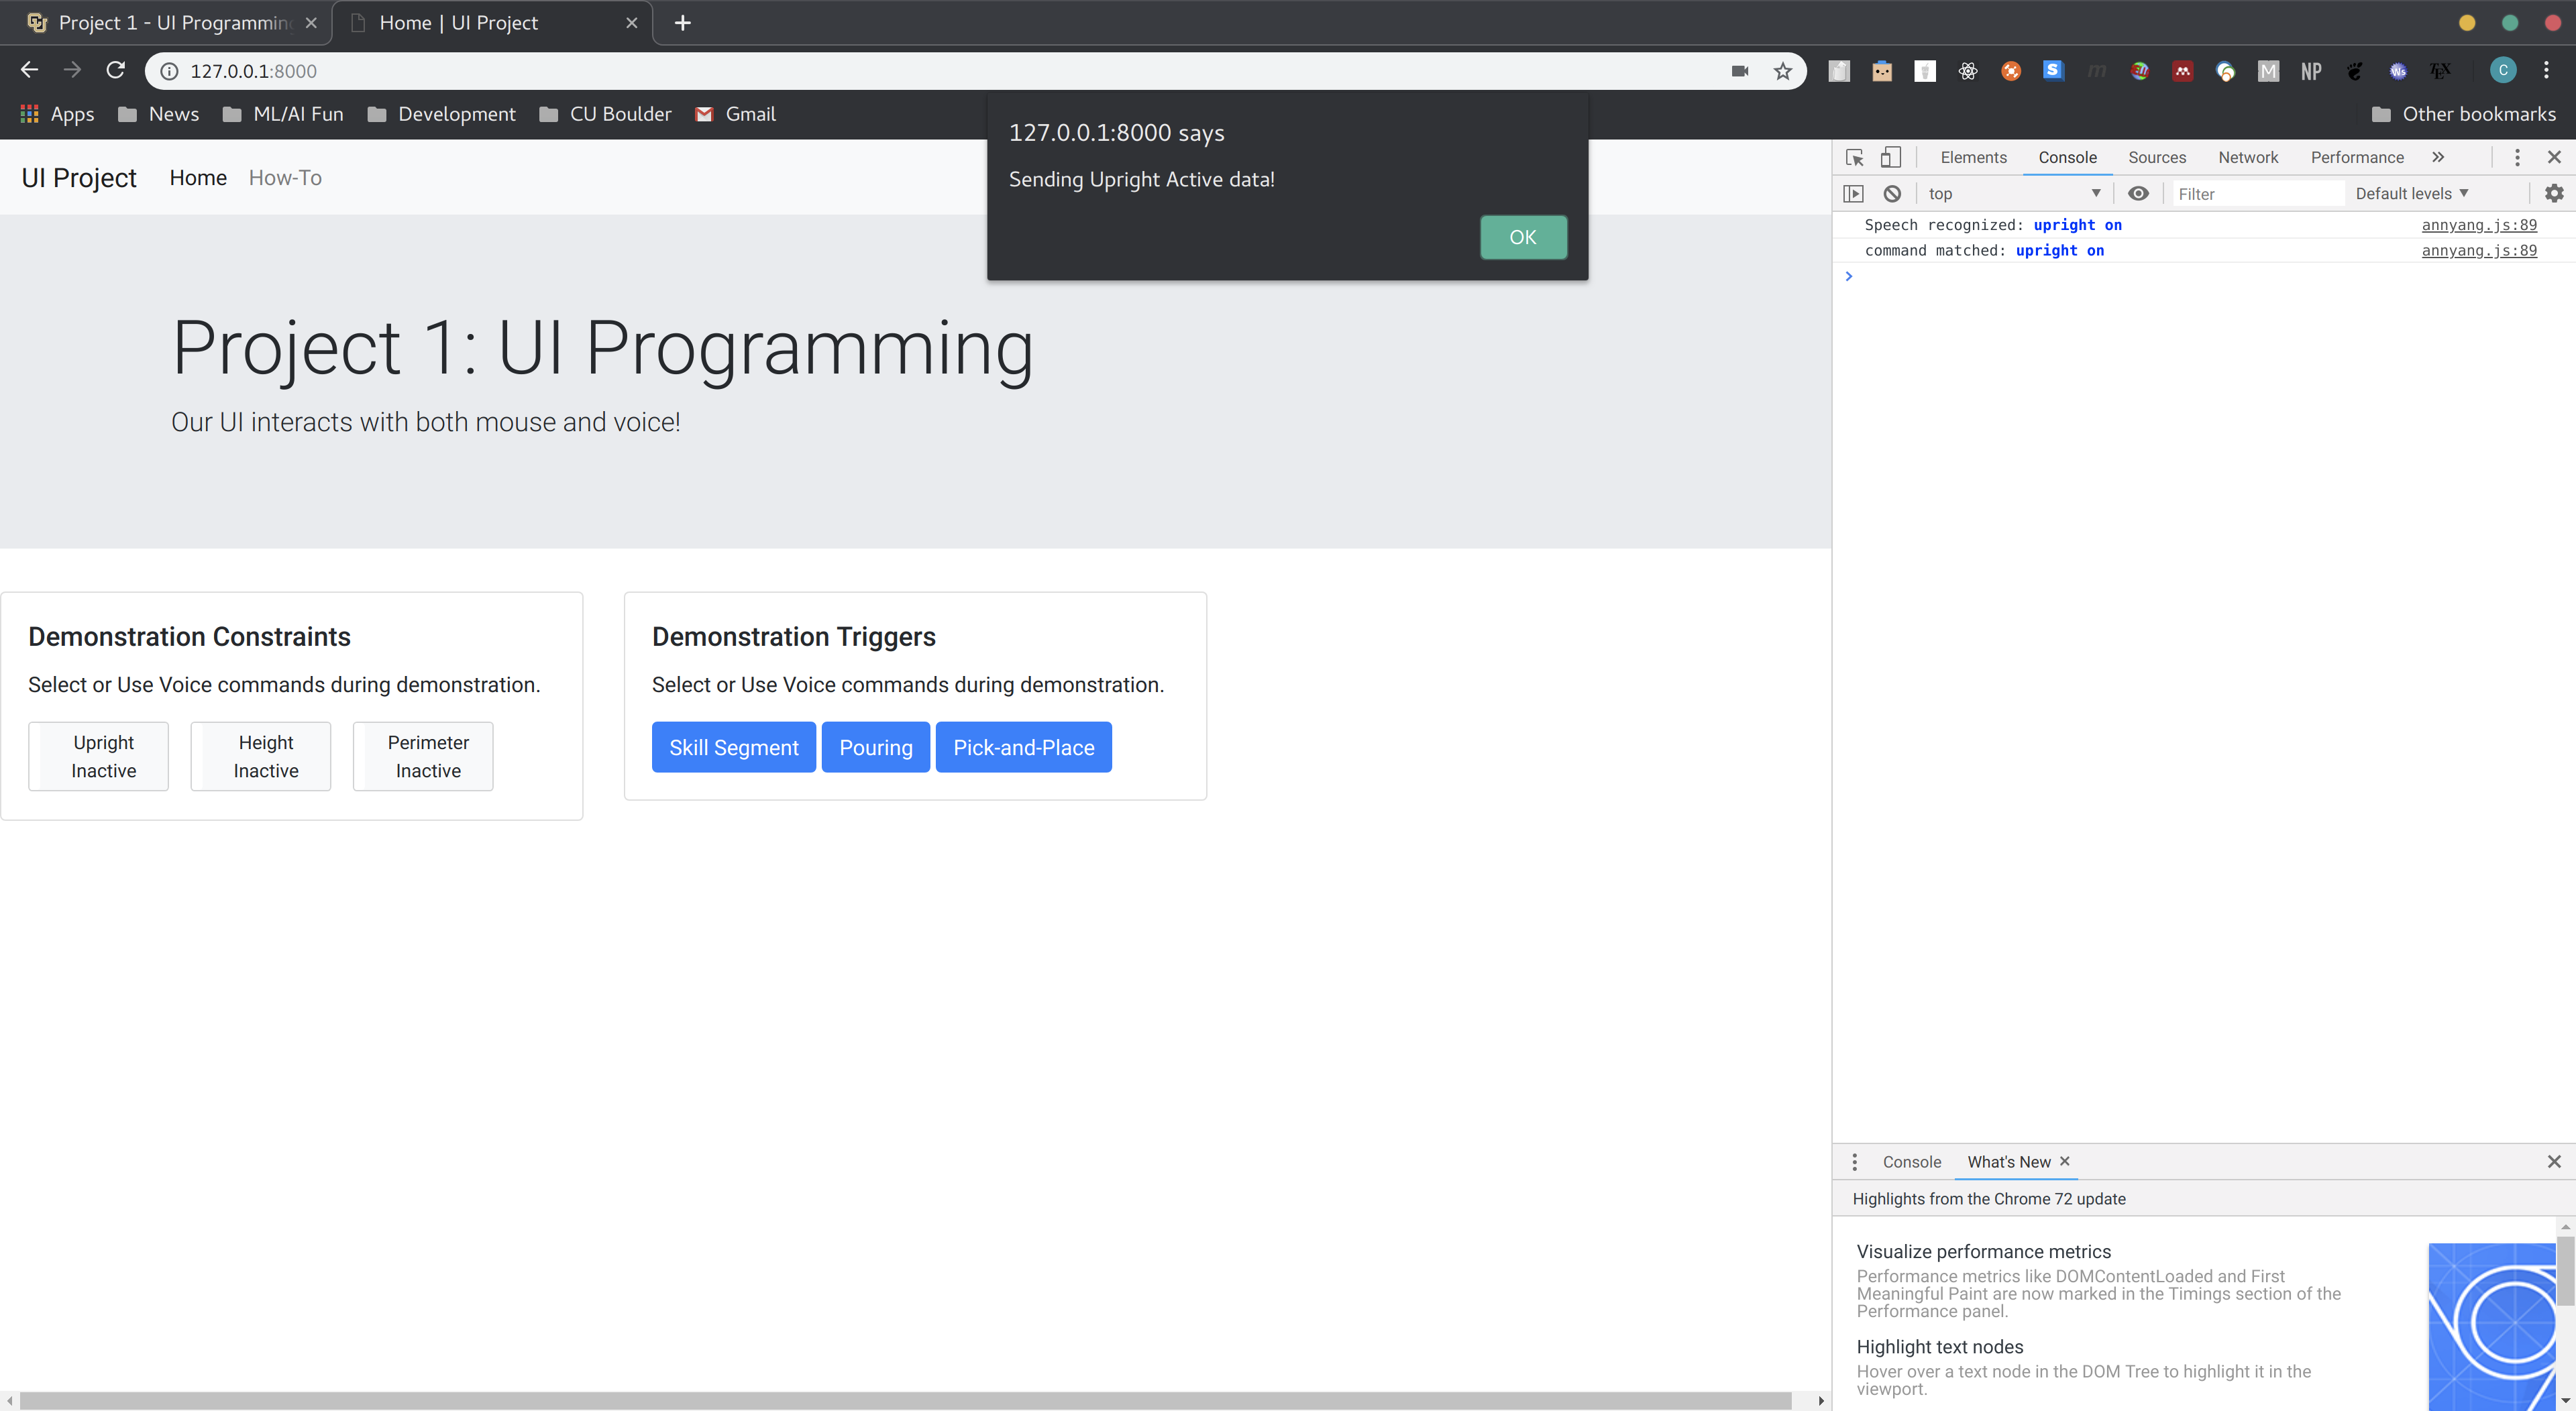 Project 1 - UI Programming
Home | UI Project
127.0.0.1:8000
Apps News ML/AI Fun Development CU Boulder Gmail Other bookmarks
127.0.0.1:8000 says
Sending Upright Active data!
OK
UI Project Home How-To
Project 1: UI Programming
Our UI interacts with both mouse and voice!
Demonstration Constraints
Select or Use Voice commands during demonstration.
Upright
Inactive
Height
Inactive
Perimeter
Inactive
Demonstration Triggers
Select or Use Voice commands during demonstration.
Skill Segment Pouring Pick-and-Place
Elements Console Sources Network Performance
top Filter Default levels
Speech recognized: upright on annyang.js:89
command matched: upright on annyang.js:89
Console What's New
Highlights from the Chrome 72 update
Visualize performance metrics
Performance metrics like DOMContentLoaded and First
Meaningful Paint are now marked in the Timings section of the
Performance panel.
Highlight text nodes
Hover over a text node in the DOM Tree to highlight it in the
viewport.